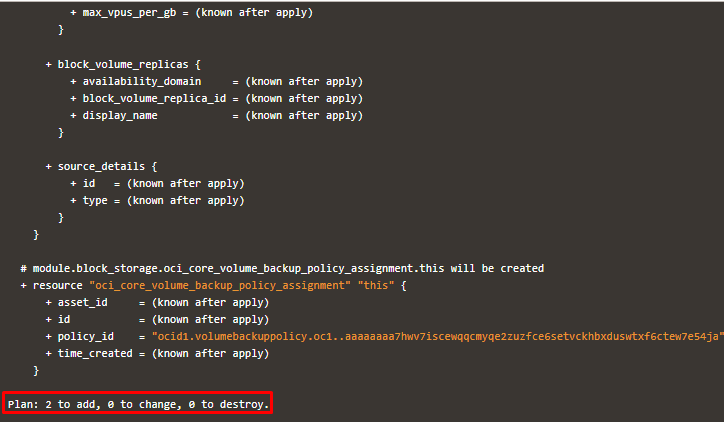 + max_vpus_per_gb = (known after apply)
}
+ block_volume_replicas {
+ availability_domain     = (known after apply)
+ block_volume_replica_id = (known after apply)
+ display_name            = (known after apply)
}
+ source_details {
+ id   = (known after apply)
+ type = (known after apply)
}
}
# module.block_storage.oci_core_volume_backup_policy_assignment.this will be created
+ resource "oci_core_volume_backup_policy_assignment" "this" {
+ asset_id     = (known after apply)
+ id           = (known after apply)
+ policy_id    = "ocid1.volumebackuppolicy.oc1..aaaaaaaa7hwv7iscewqqcmyqe2zuzfce6setvckhbxduswtxf6ctew7e54ja"
+ time_created = (known after apply)
}
Plan: 2 to add, 0 to change, 0 to destroy.